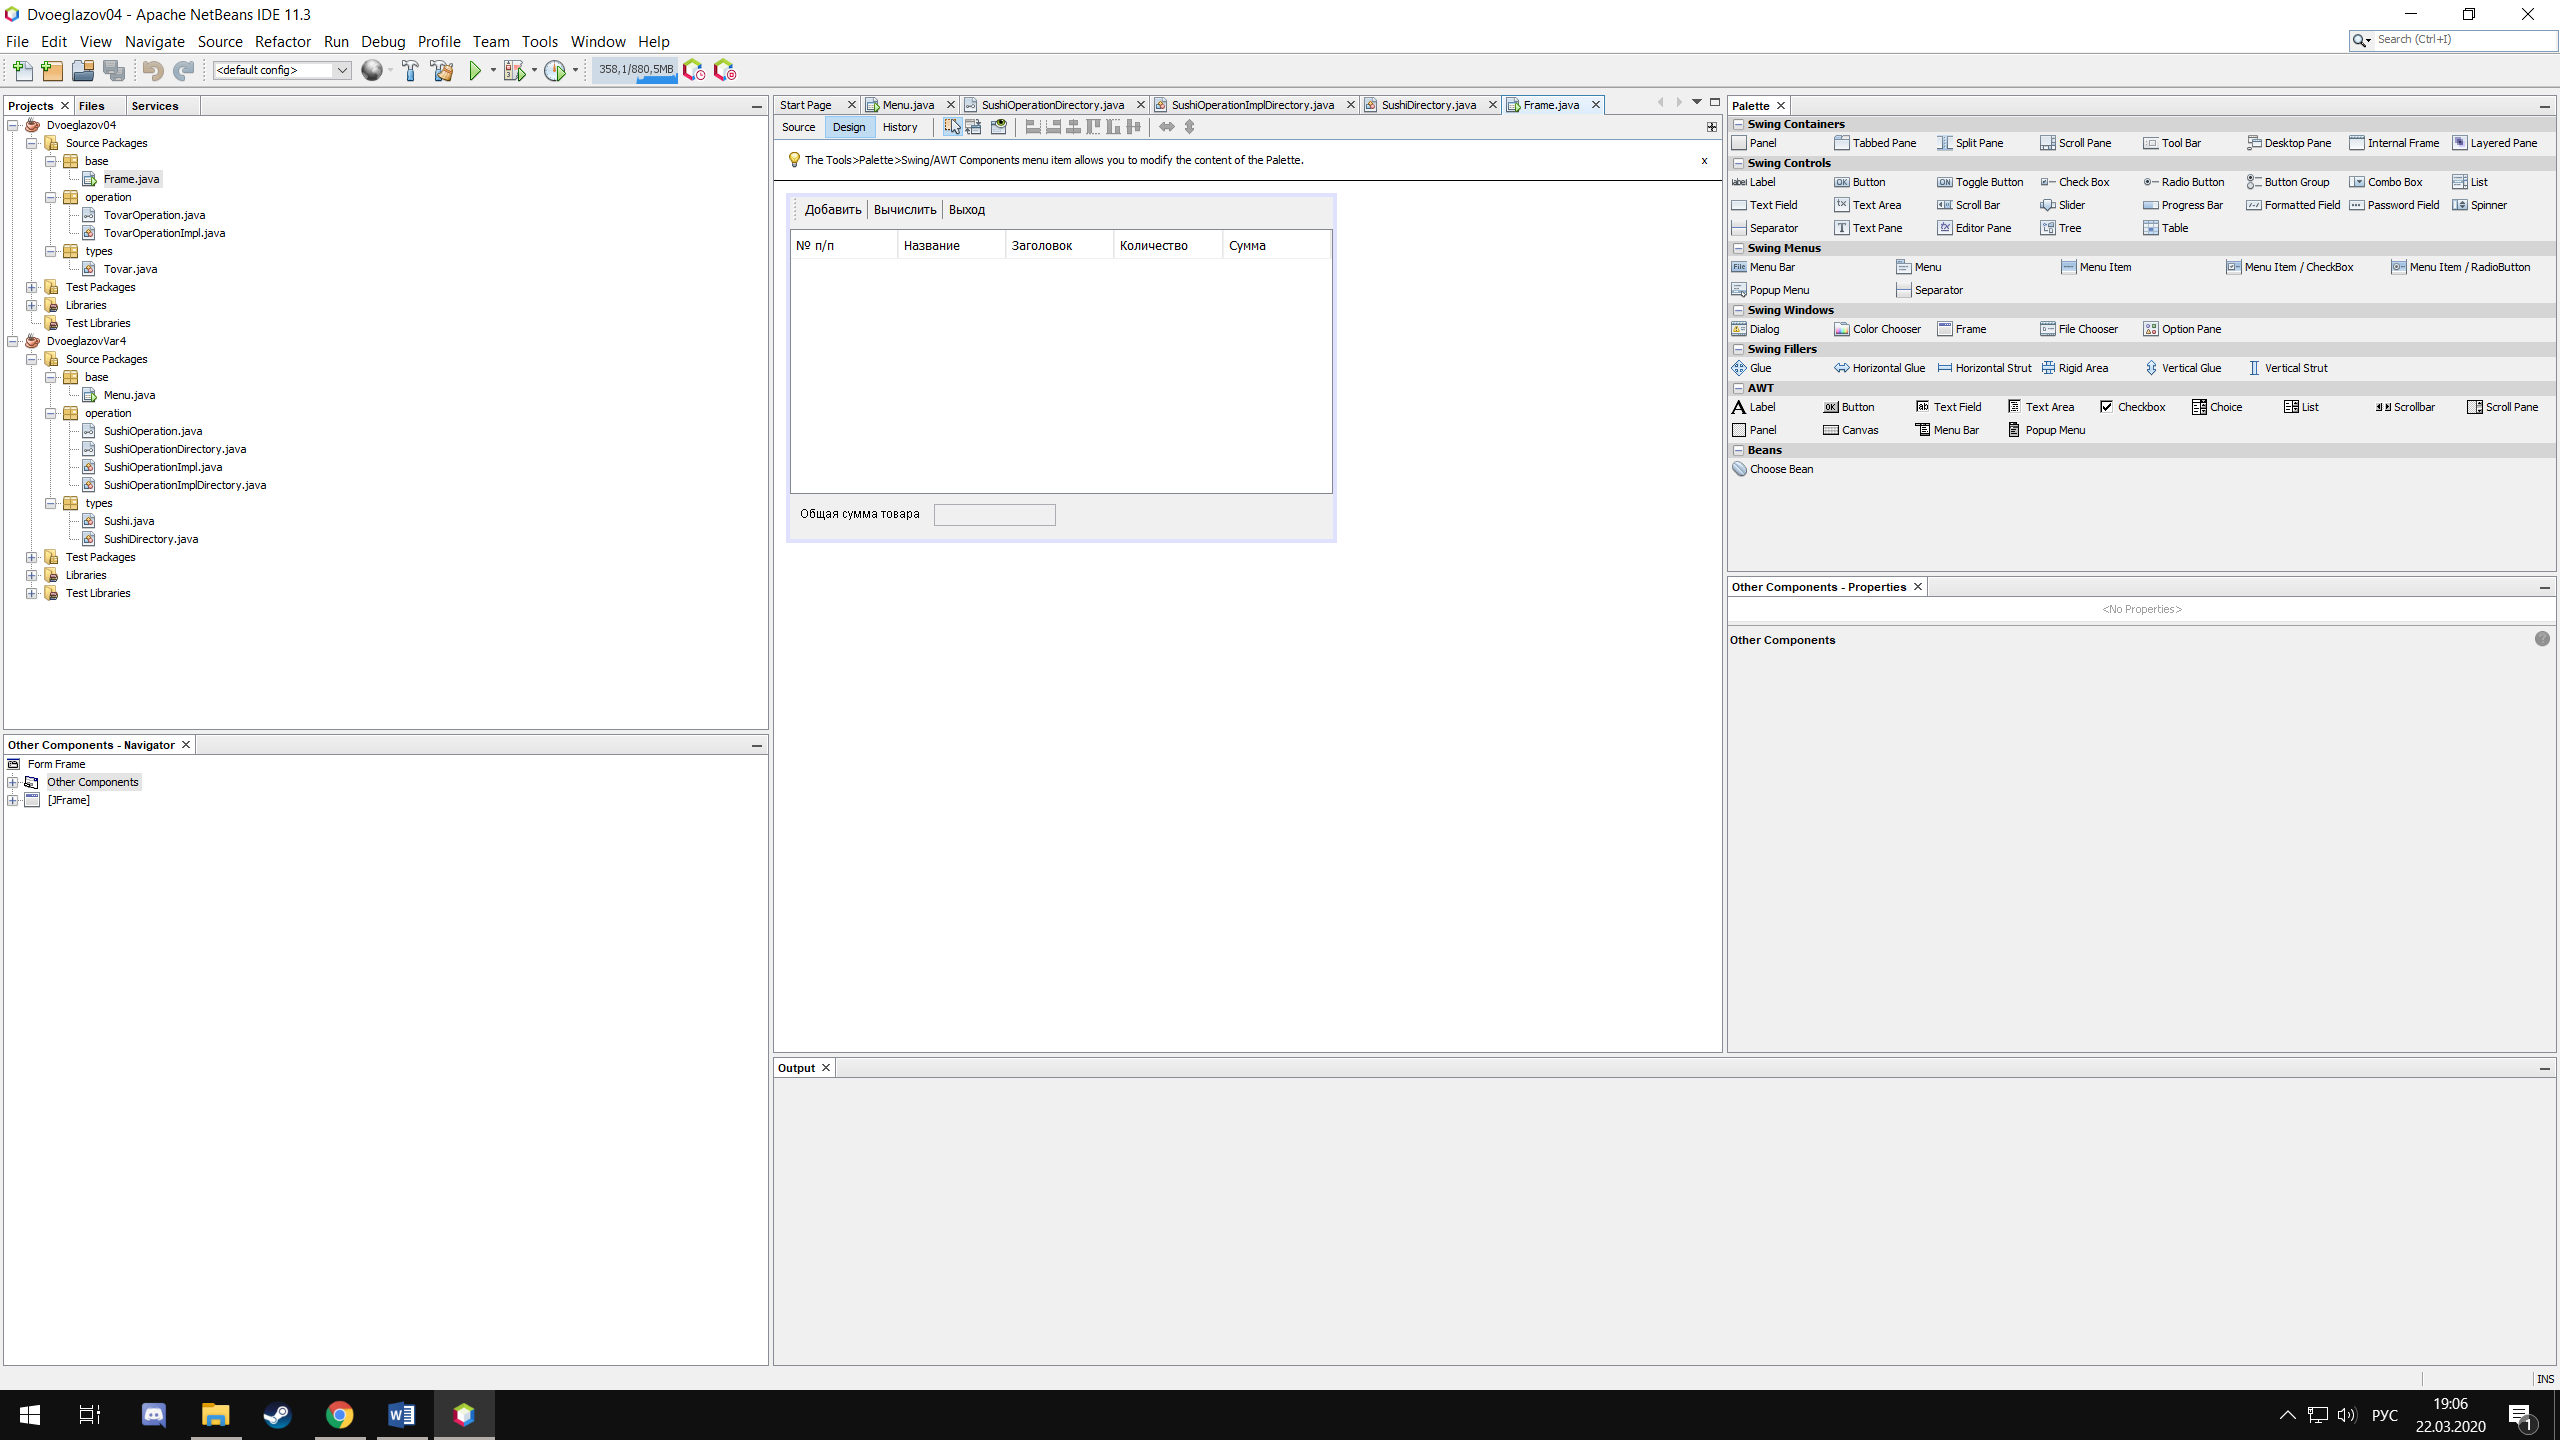 Dvoeglazov04 - Apache NetBeans IDE 11.3
File Edit View Navigate Source Refactor Run Debug Profile Team Tools Window Help
Search (Ctrl+I)
<default config>
358,1/880,5MB
Projects Files Services
Dvoeglazov04
Source Packages
base
Frame.java
operation
TovarOperation.java
TovarOperationImpl.java
types
Tovar.java
Test Packages
Libraries
Test Libraries
DvoeglazovVar4
Source Packages
base
Menu.java
operation
SushiOperation.java
SushiOperationDirectory.java
SushiOperationImpl.java
SushiOperationImplDirectory.java
types
Sushi.java
SushiDirectory.java
Test Packages
Libraries
Test Libraries
Other Components - Navigator
Form Frame
Other Components
[JFrame]
Start Page Menu.java SushiOperationDirectory.java SushiOperationImplDirectory.java SushiDirectory.java Frame.java
Source Design History
The Tools>Palette>Swing/AWT Components menu item allows you to modify the content of the Palette.
x
Добавить Вычислить Выход
№ п/п Название Заголовок Количество Сумма
Общая сумма товара
Output
Palette
Swing Containers
Panel Tabbed Pane Split Pane Scroll Pane Tool Bar Desktop Pane Internal Frame Layered Pane
Swing Controls
Label Button Toggle Button Check Box Radio Button Button Group Combo Box List
Text Field Text Area Scroll Bar Slider Progress Bar Formatted Field Password Field Spinner
Separator Text Pane Editor Pane Tree Table
Swing Menus
Menu Bar Menu Menu Item Menu Item / CheckBox Menu Item / RadioButton
Popup Menu Separator
Swing Windows
Dialog Color Chooser Frame File Chooser Option Pane
Swing Fillers
Glue Horizontal Glue Horizontal Strut Rigid Area Vertical Glue Vertical Strut
AWT
Label Button Text Field Text Area Checkbox Choice List Scrollbar Scroll Pane
Panel Canvas Menu Bar Popup Menu
Beans
Choose Bean
Other Components - Properties
<No Properties>
Other Components
INS
РУС
19:06
22.03.2020
1